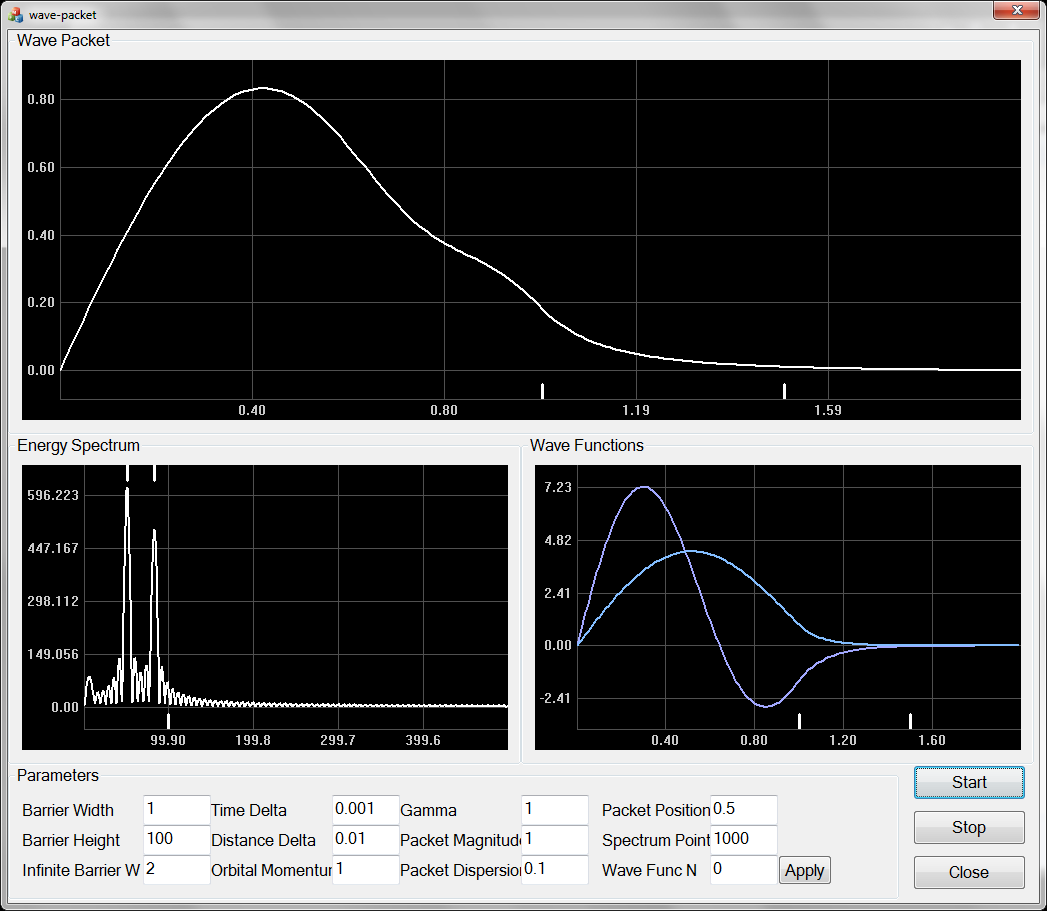 wave-packet
Wave Packet
0.80
0.60
0.40
0.20
0.00
0.40 0.80 1.19 1.59
Energy Spectrum
596.223
447.167
298.112
149.056
0.00
99.90 199.8 299.7 399.6
Wave Functions
7.23
4.82
2.41
0.00
-2.41
0.40 0.80 1.20 1.60
Parameters
Barrier Width 1 Time Delta 0.001 Gamma 1 Packet Position 0.5
Barrier Height 100 Distance Delta 0.01 Packet Magnitud 1 Spectrum Point 1000
Infinite Barrier W 2 Orbital Momentur 1 Packet Dispersio 0.1 Wave Func N 0 Apply
Start
Stop
Close